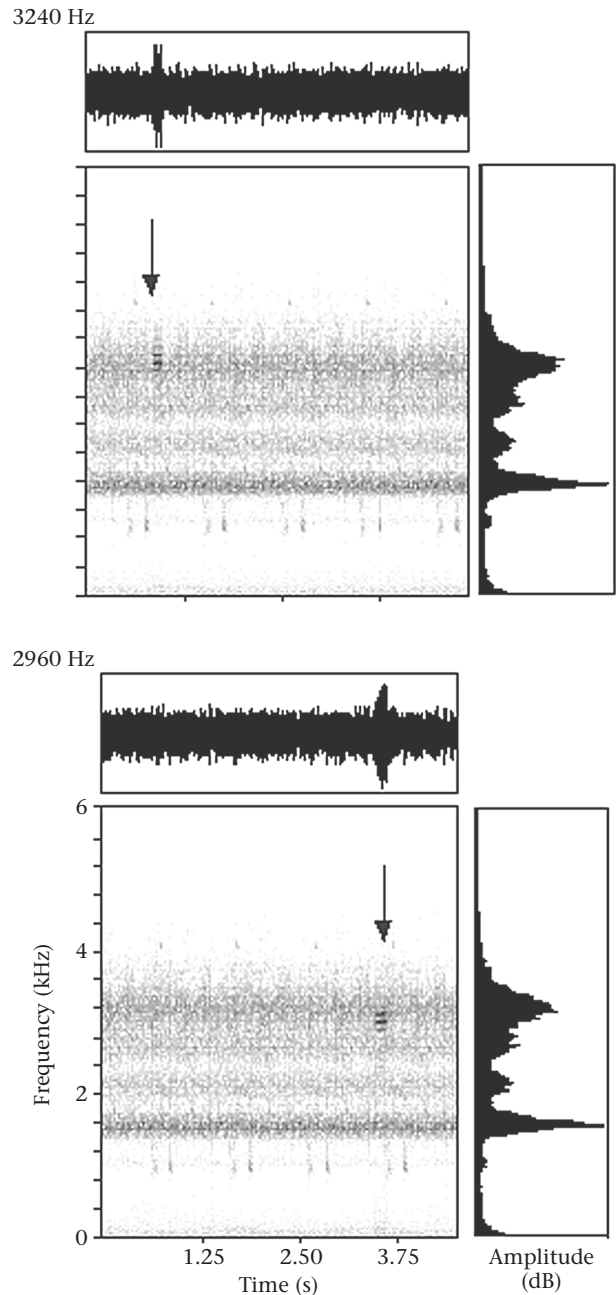 3240 Hz
2960 Hz
6
4
2
0
Frequency (kHz)
1.25 2.50 3.75
Time (s)
Amplitude
(dB)